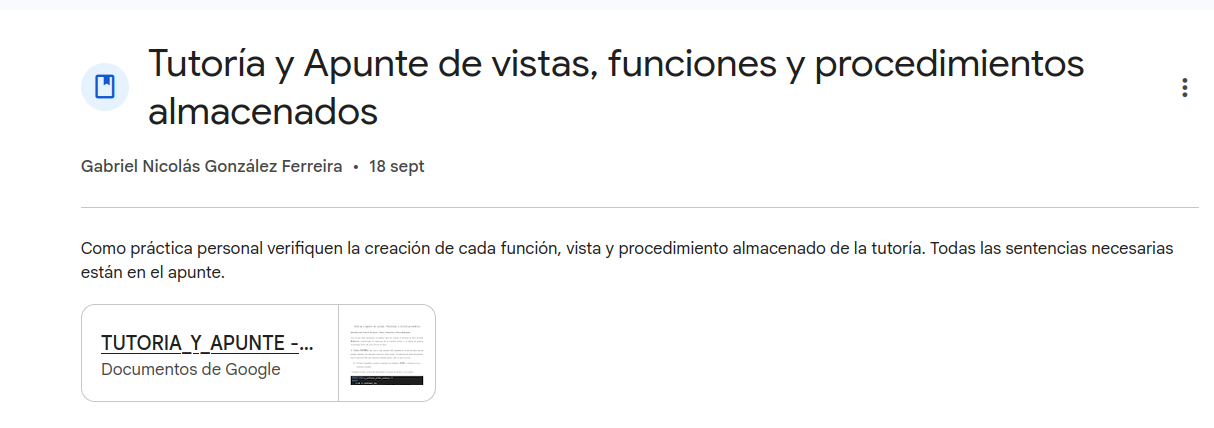 Tutoría y Apunte de vistas, funciones y procedimientos
almacenados
Gabriel Nicolás González Ferreira • 18 sept
Como práctica personal verifiquen la creación de cada función, vista y procedimiento almacenado de la tutoría. Todas las sentencias necesarias
están en el apunte.
TUTORIA_Y_APUNTE -...
Documentos de Google